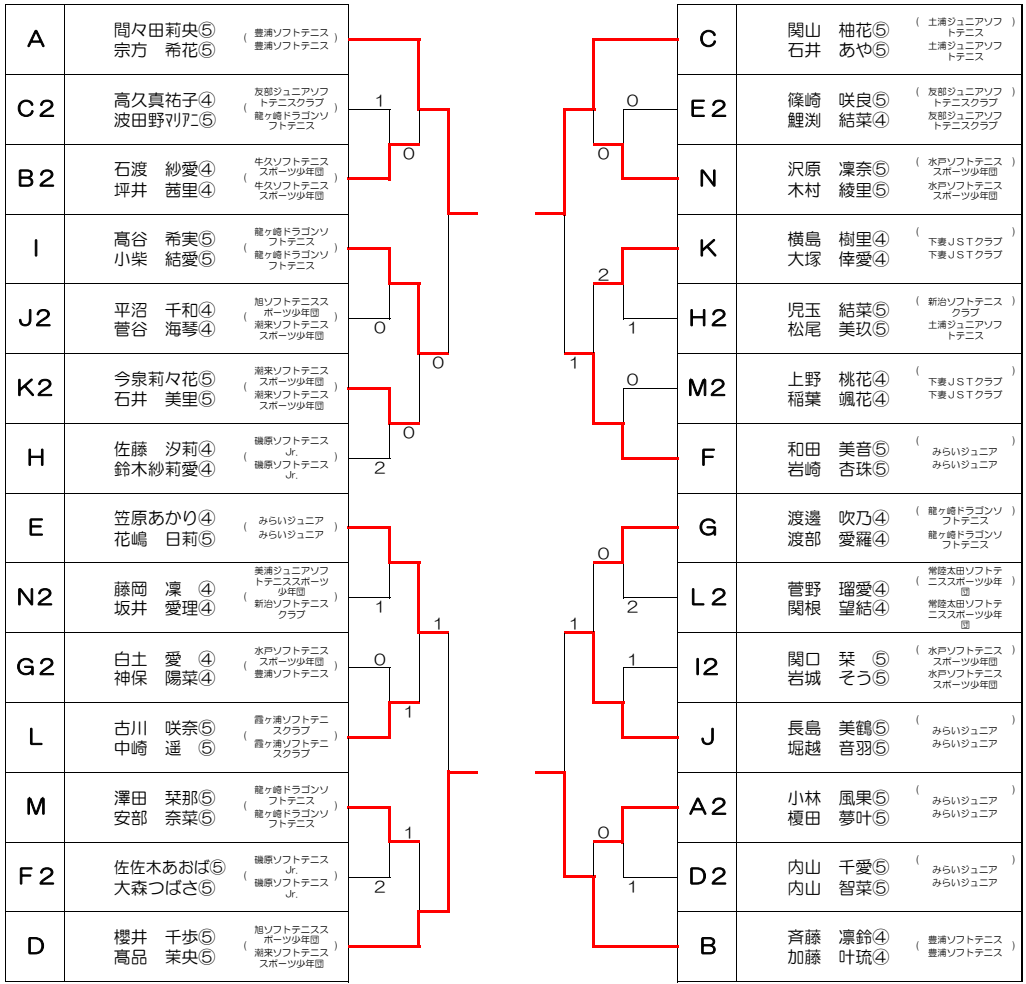 A
間々田莉央⑤
宗方　希花⑤
( 豊浦ソフトテニス )
豊浦ソフトテニス
C2
高久真祐子④
波田野ﾏﾘｱﾆ⑤
友部ジュニアソフ
トテニスクラブ
( )
龍ヶ崎ドラゴンソ
フトテニス
1
B2
石渡　紗愛④
坪井　茜里④
牛久ソフトテニス
スポーツ少年団
( )
牛久ソフトテニス
スポーツ少年団
0
I
髙谷　希実⑤
小柴　結愛⑤
龍ヶ崎ドラゴンソ
フトテニス
( )
龍ヶ崎ドラゴンソ
フトテニス
J2
平沼　千和④
菅谷　海琴④
旭ソフトテニスス
ポーツ少年団
( )
潮来ソフトテニス
スポーツ少年団
0
0
K2
今泉莉々花⑤
石井　美里⑤
潮来ソフトテニス
スポーツ少年団
( )
潮来ソフトテニス
スポーツ少年団
0
H
佐藤　汐莉④
鈴木紗莉愛④
磯原ソフトテニス
Jr.
( )
磯原ソフトテニス
Jr.
2
E
笠原あかり④
花嶋　日莉⑤
( みらいジュニア )
みらいジュニア
N2
藤岡　凜　④
坂井　愛理④
美浦ジュニアソフ
トテニススポーツ
少年団
( )
新治ソフトテニス
クラブ
1
1
G2
白土　愛　④
神保　陽菜④
水戸ソフトテニス
スポーツ少年団
( )
豊浦ソフトテニス
0
1
L
古川　咲奈⑤
中崎　遥　⑤
霞ヶ浦ソフトテニ
スクラブ
( )
霞ヶ浦ソフトテニ
スクラブ
M
澤田　栞那⑤
安部　奈菜⑤
龍ヶ崎ドラゴンソ
フトテニス
( )
龍ヶ崎ドラゴンソ
フトテニス
1
F2
佐佐木あおば⑤
大森つばさ⑤
磯原ソフトテニス
Jr.
( )
磯原ソフトテニス
Jr.
2
D
櫻井　千歩⑤
髙品　茉央⑤
旭ソフトテニスス
ポーツ少年団
( )
潮来ソフトテニス
スポーツ少年団
C
関山　柚花⑤
石井　あや⑤
( 土浦ジュニアソフ )
トテニス
土浦ジュニアソフ
トテニス
0
E2
篠崎　咲良⑤
鯉渕　結菜④
( 友部ジュニアソフ )
トテニスクラブ
友部ジュニアソフ
トテニスクラブ
0
N
沢原　凜奈⑤
木村　綾里⑤
( 水戸ソフトテニス )
スポーツ少年団
水戸ソフトテニス
スポーツ少年団
K
横島　樹里④
大塚　倖愛④
( )
下妻ＪＳＴクラブ
下妻ＪＳＴクラブ
2
H2
児玉　結菜⑤
松尾　美玖⑤
( 新治ソフトテニス )
クラブ
土浦ジュニアソフ
トテニス
1
1
M2
上野　桃花④
稲葉　颯花④
( )
下妻ＪＳＴクラブ
下妻ＪＳＴクラブ
0
F
和田　美音⑤
岩崎　杏珠⑤
( )
みらいジュニア
みらいジュニア
G
渡邊　吹乃④
渡部　愛羅④
( 龍ヶ崎ドラゴンソ )
フトテニス
龍ヶ崎ドラゴンソ
フトテニス
0
L2
菅野　瑠愛④
関根　望結④
常陸太田ソフトテ
( ニススポーツ少年 )
団
常陸太田ソフトテ
ニススポーツ少年
団
2
1
I2
関口　栞　⑤
岩城　そう⑤
( 水戸ソフトテニス )
スポーツ少年団
水戸ソフトテニス
スポーツ少年団
1
J
長島　美鶴⑤
堀越　音羽⑤
( )
みらいジュニア
みらいジュニア
A2
小林　風果⑤
榎田　夢叶⑤
( )
みらいジュニア
みらいジュニア
0
D2
内山　千愛⑤
内山　智菜⑤
( )
みらいジュニア
みらいジュニア
1
B
斉藤　凛鈴④
加藤　叶琉④
( 豊浦ソフトテニス )
豊浦ソフトテニス